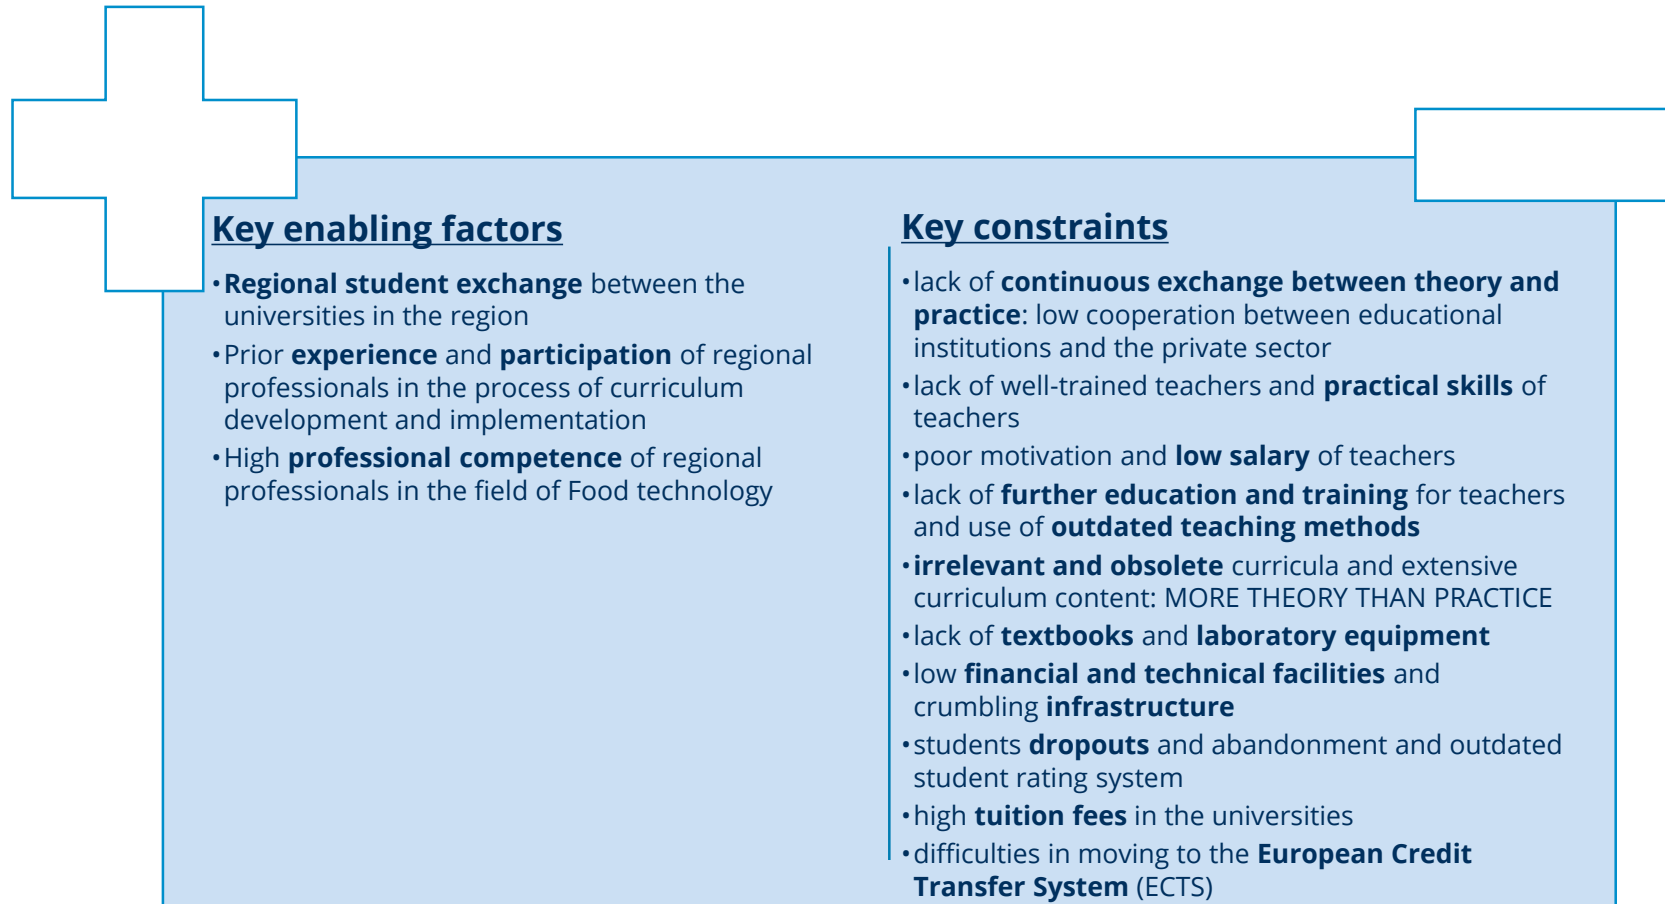 Key enabling factors
•Regional student exchange between the
universities in the region
•Prior experience and participation of regional
professionals in the process of curriculum
development and implementation
•High professional competence of regional
professionals in the field of Food technology
Key constraints
•lack of continuous exchange between theory and
practice: low cooperation between educational
institutions and the private sector
•lack of well-trained teachers and practical skills of
teachers
•poor motivation and low salary of teachers
•lack of further education and training for teachers
and use of outdated teaching methods
•irrelevant and obsolete curricula and extensive
curriculum content: MORE THEORY THAN PRACTICE
•lack of textbooks and laboratory equipment
•low financial and technical facilities and
crumbling infrastructure
•students dropouts and abandonment and outdated
student rating system
•high tuition fees in the universities
•difficulties in moving to the European Credit
Transfer System (ECTS)